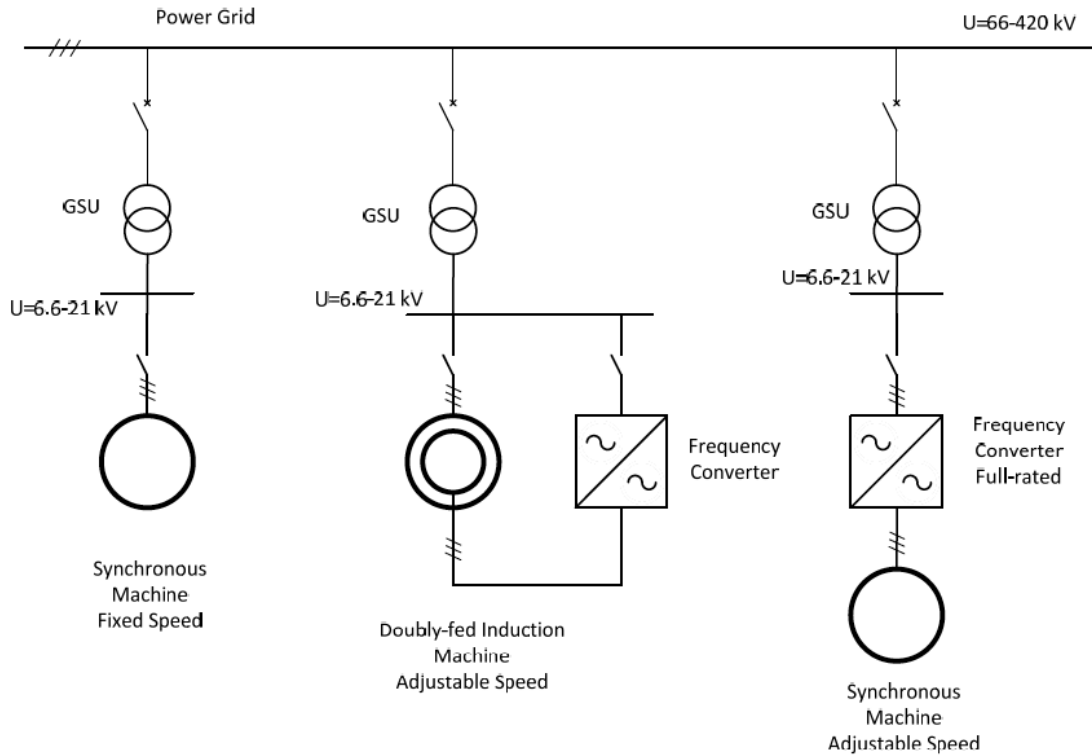 Power Grid
U=66-420 kV
GSU
GSU
GSU
U=6.6-21 kV
U=6.6-21 kV
U=6.6-21 kV
Frequency
Converter
Frequency
Converter
Full-rated
Synchronous
Machine
Fixed Speed
Doubly-fed Induction
Machine
Adjustable Speed
Synchronous
Machine
Adjustable Speed